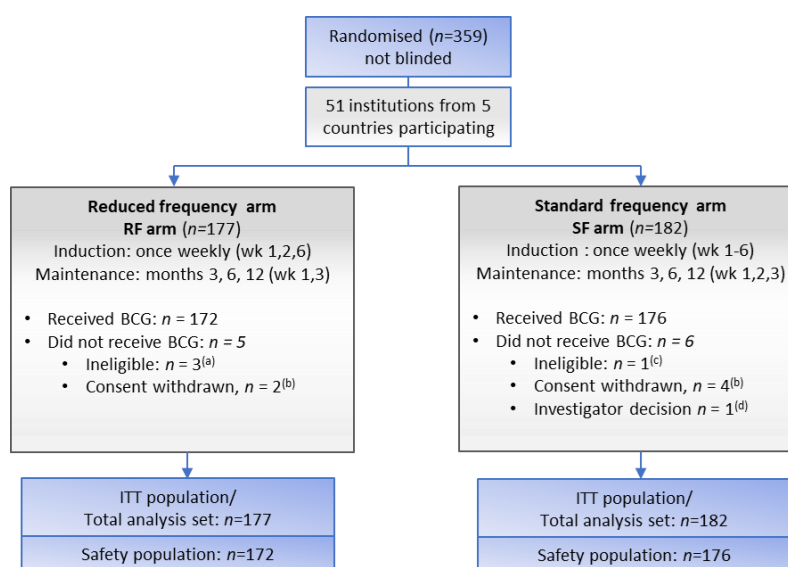 Randomised (n=359)
not blinded
51 institutions from 5
countries participating
Reduced frequency arm
RF arm (n=177)
Induction: once weekly (wk 1,2,6)
Maintenance: months 3, 6, 12 (wk 1,3)
• Received BCG: n = 172
• Did not receive BCG: n = 5
• Ineligible: n = 3(a)
• Consent withdrawn, n = 2(b)
Standard frequency arm
SF arm (n=182)
Induction : once weekly (wk 1-6)
Maintenance: months 3, 6, 12 (wk 1,2,3)
• Received BCG: n = 176
• Did not receive BCG: n = 6
• Ineligible: n = 1(c)
• Consent withdrawn, n = 4(b)
• Investigator decision n = 1(d)
ITT population/
Total analysis set: n=177
Safety population: n=172
ITT population/
Total analysis set: n=182
Safety population: n=176